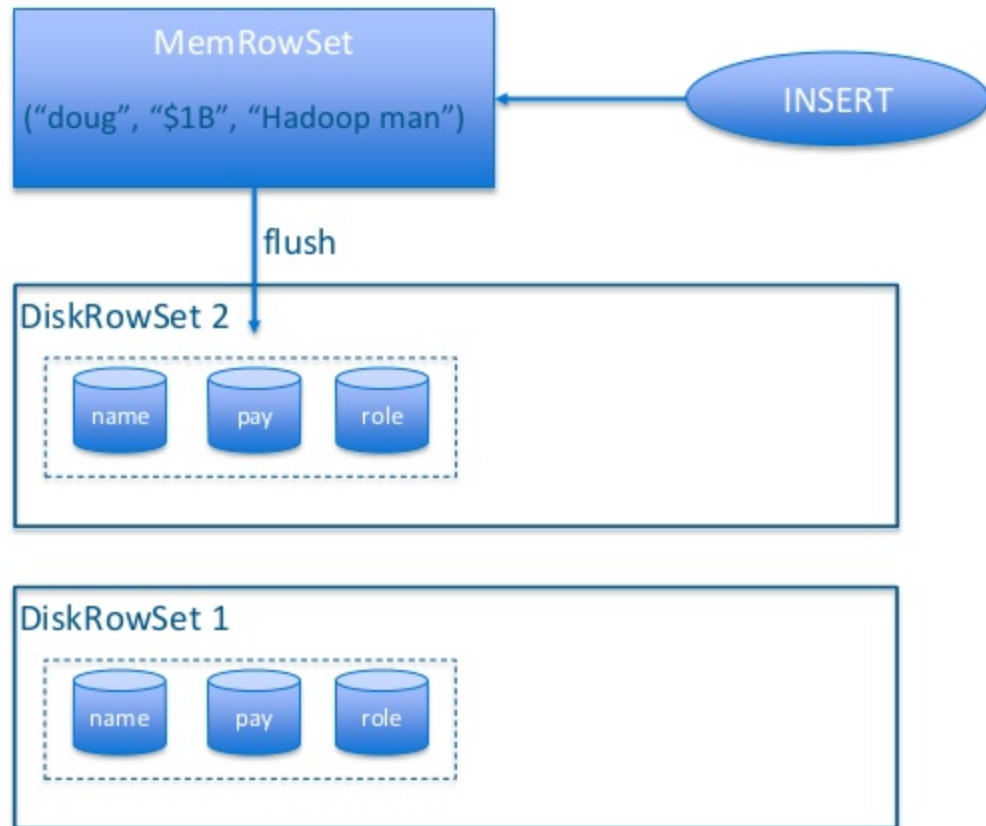 MemRowSet
(“doug”, “$1B”, “Hadoop man”)
INSERT
flush
DiskRowSet 2
name
pay
role
DiskRowSet 1
name
pay
role